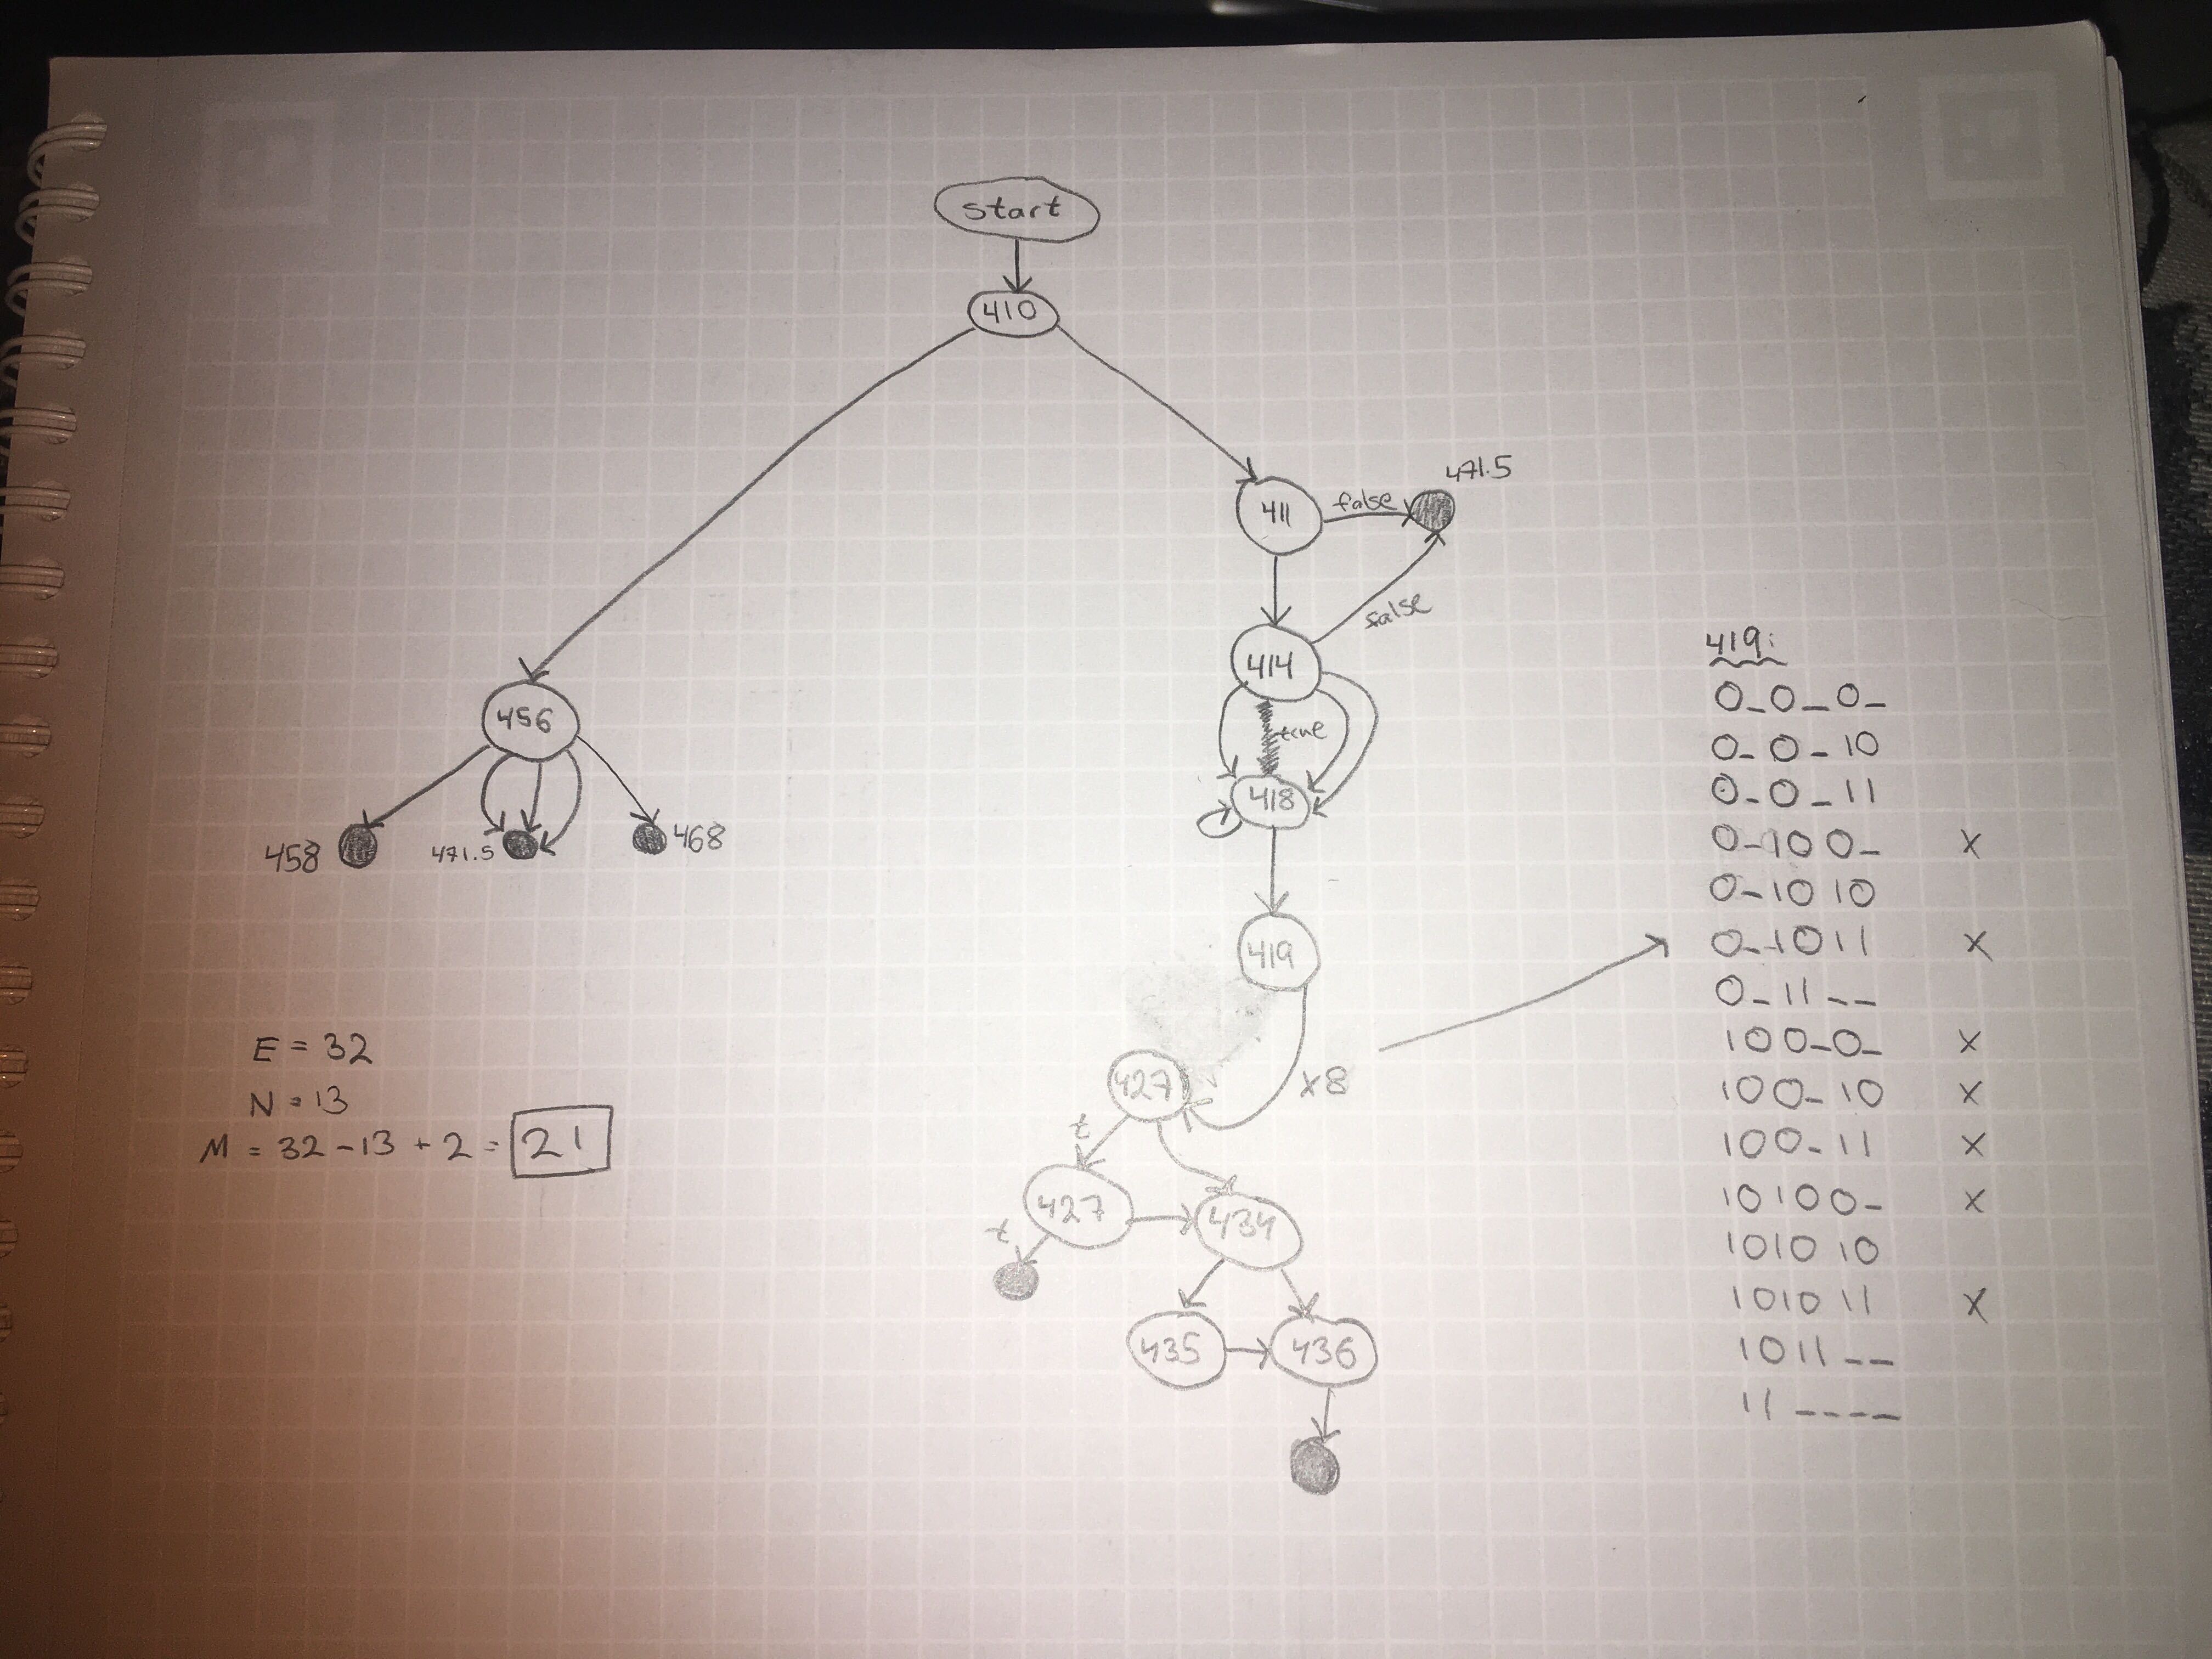 start
410
411
false
471.5
414
false
true
418
456
458
471.5
468
419
427
x8
t
427
434
t
435
436
E = 32
N = 13
M = 32 - 13 + 2 = 21
419:
0_0_0_
0_0_10
0_0_11
0_100_ x
0_1010
0_1011 x
0_11__
100_0_ x
100_10 x
100_11 x
10100_ x
101010
101011 x
1011__
11____